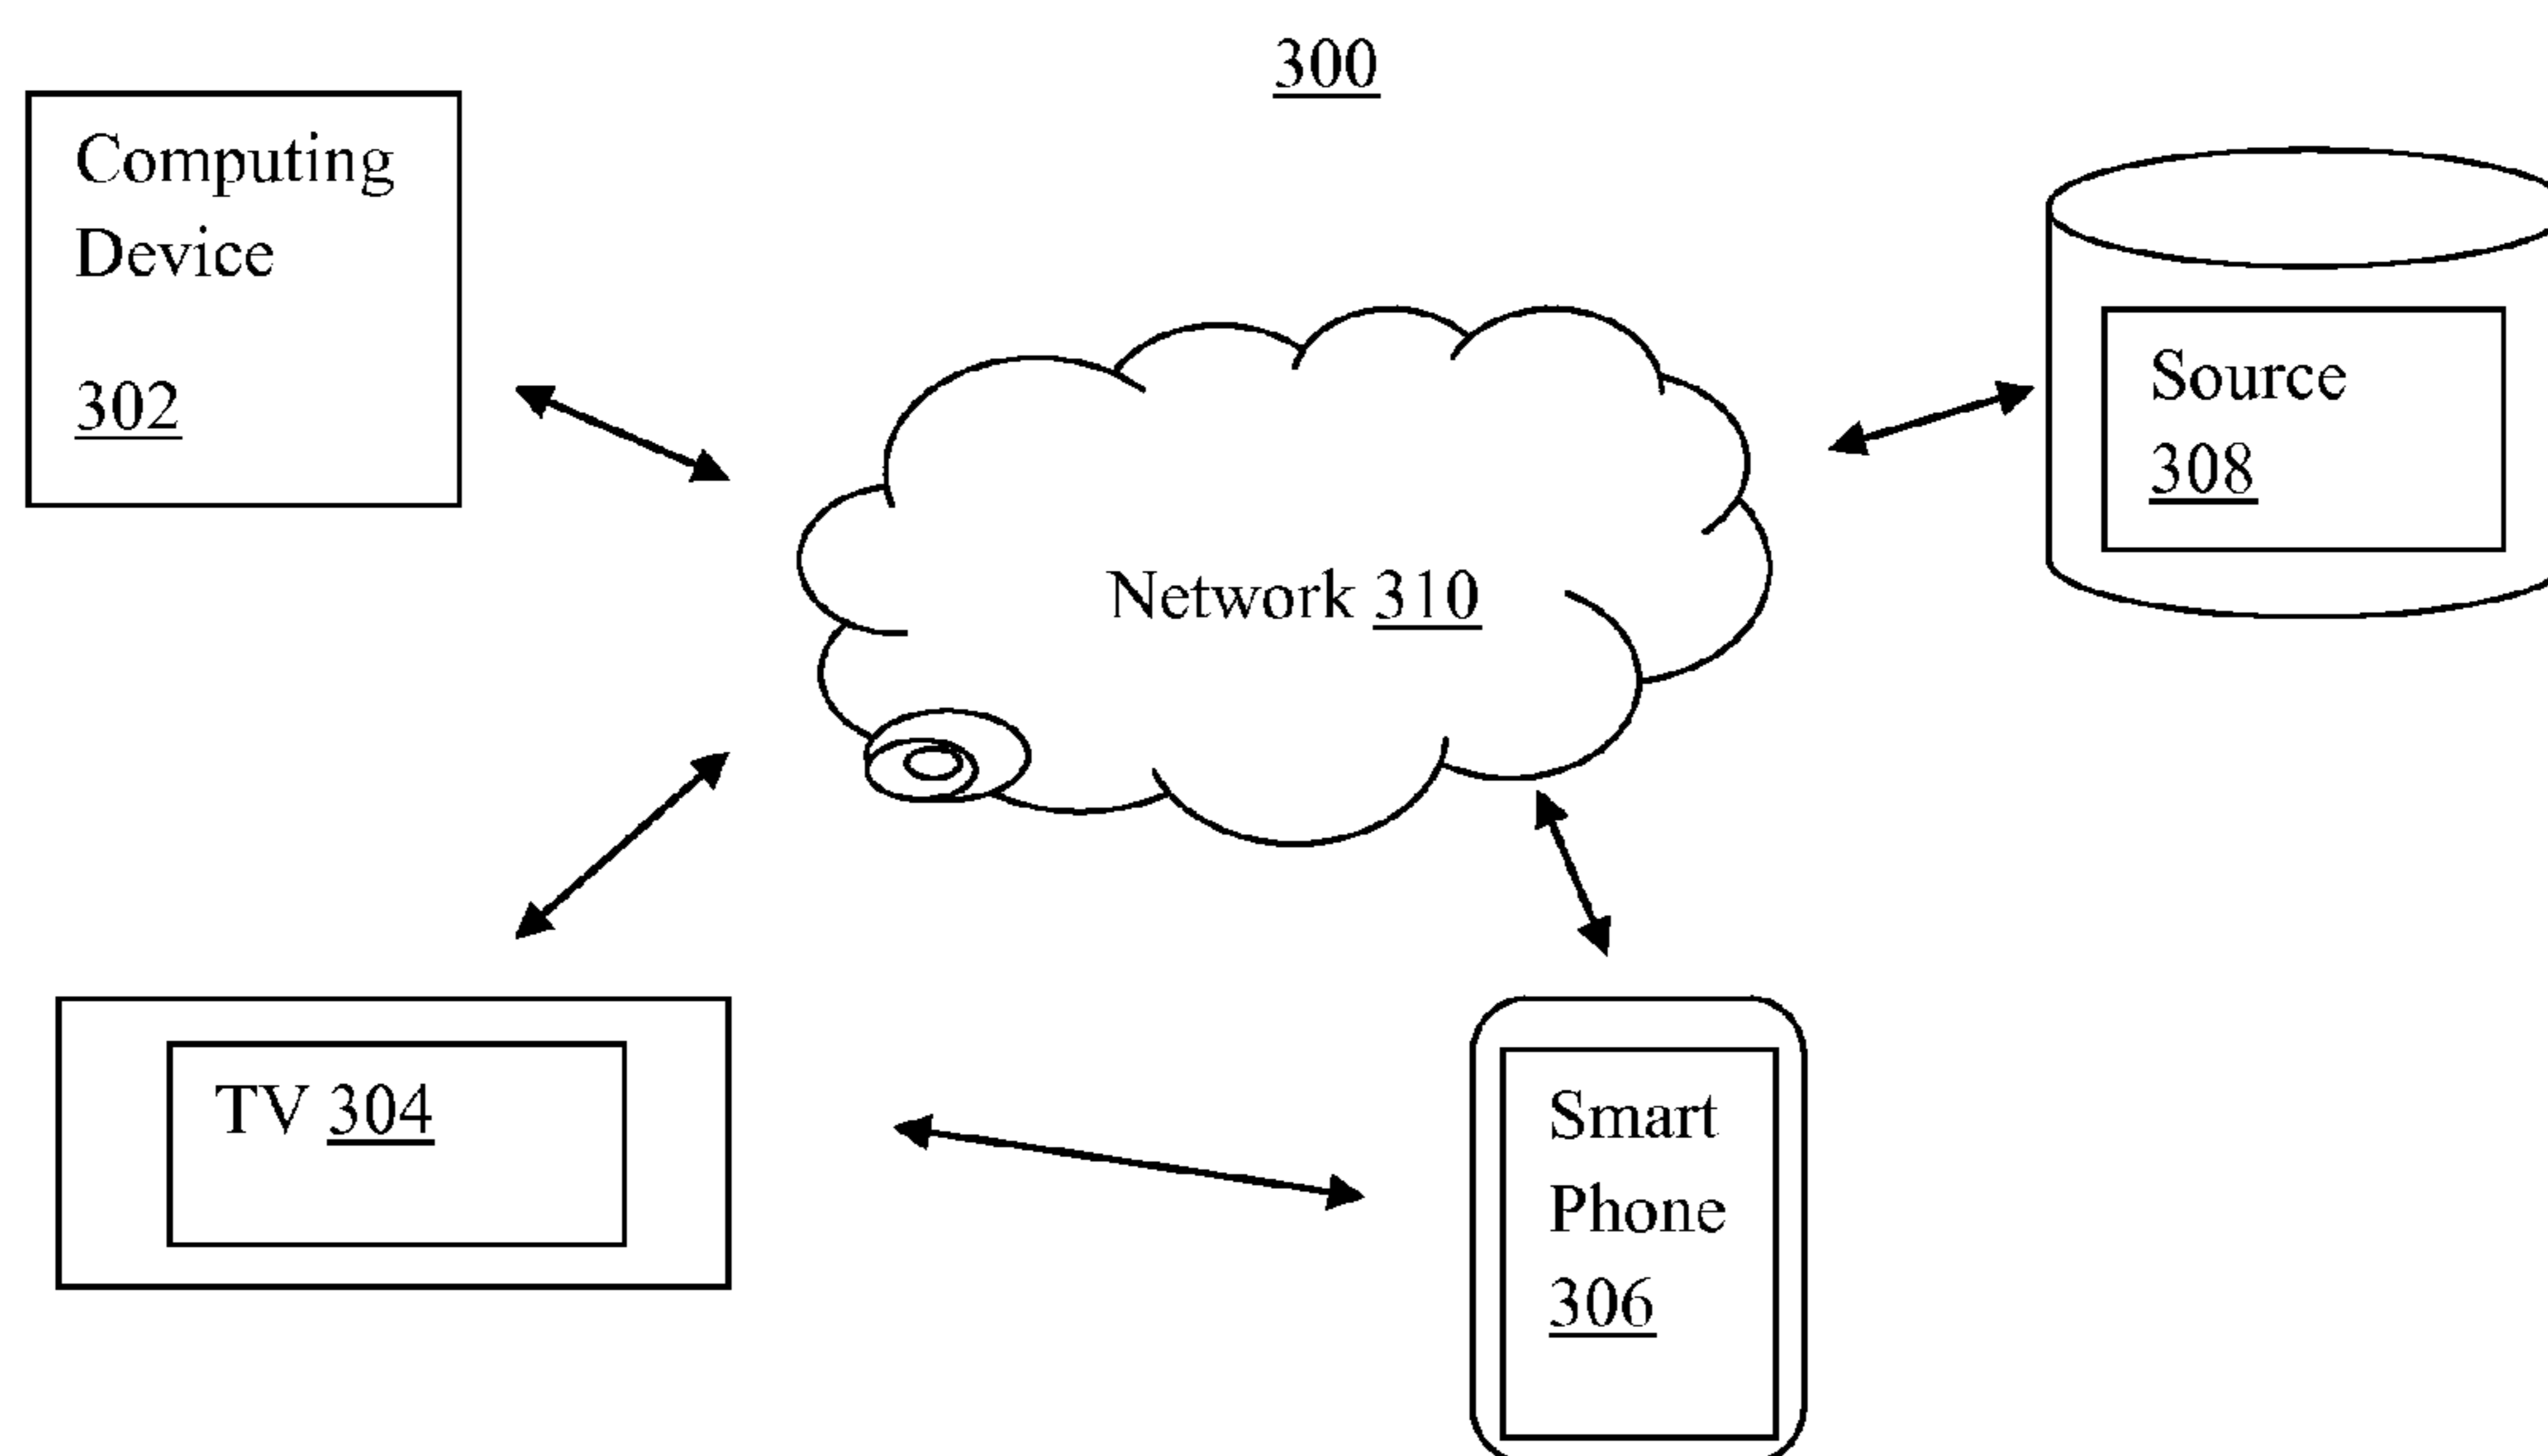 300
Computing
Device
302
Source
308
Network 310
TV 304
Smart
Phone
306